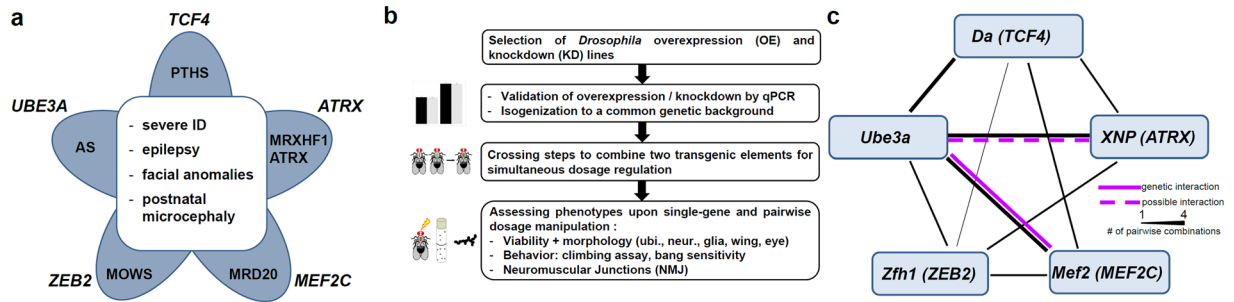 a
TCF4
PTHS
UBE3A
ATRX
AS
MRXHF1
ATRX
- severe ID
- epilepsy
- facial anomalies
- postnatal
microcephaly
ZEB2
MOWS
MRD20
MEF2C
b
Selection of Drosophila overexpression (OE) and
knockdown (KD) lines
- Validation of overexpression / knockdown by qPCR
- Isogenization to a common genetic background
Crossing steps to combine two transgenic elements for
simultaneous dosage regulation
Assessing phenotypes upon single-gene and pairwise
dosage manipulation :
- Viability + morphology (ubi., neur., glia, wing, eye)
- Behavior: climbing assay, bang sensitivity
- Neuromuscular Junctions (NMJ)
c
Da (TCF4)
Ube3a
XNP (ATRX)
Zfh1 (ZEB2)
Mef2 (MEF2C)
genetic interaction
possible interaction
1 4
# of pairwise combinations